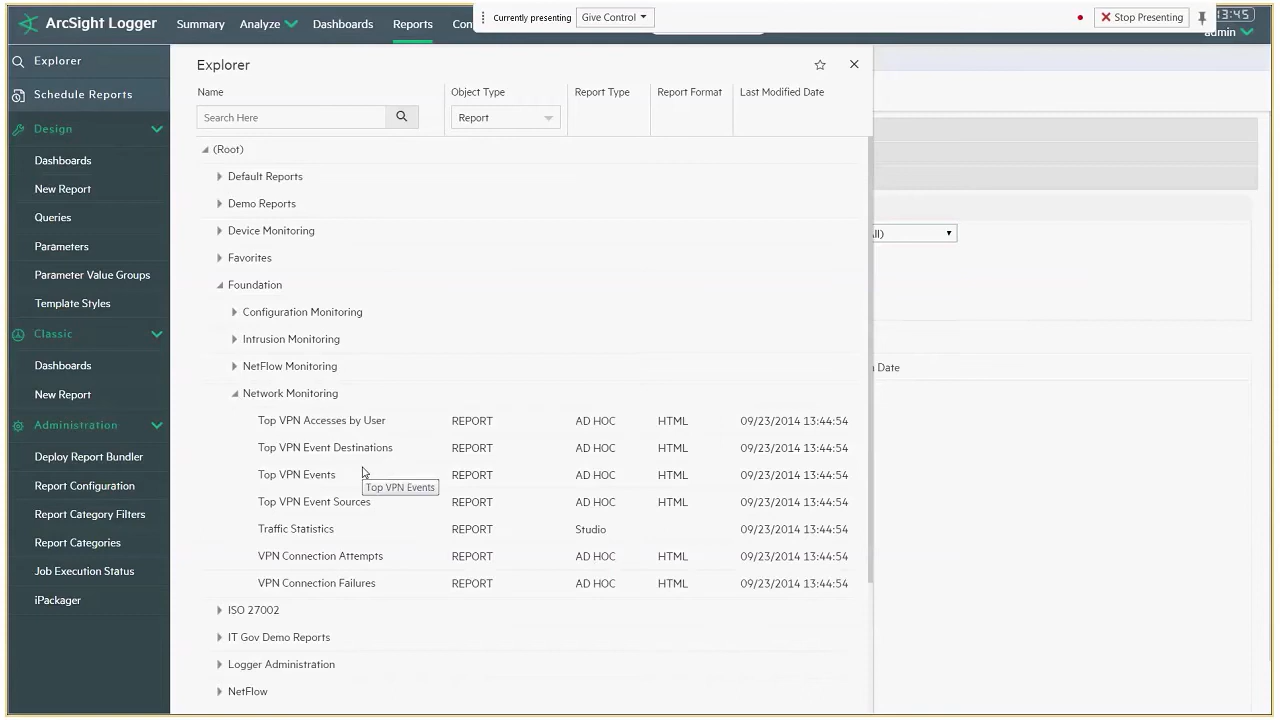 ArcSight Logger
Summary
Analyze
Dashboards
Reports
Currently presenting
Give Control
Stop Presenting
13:45
admin
Explorer
Schedule Reports
Design
Dashboards
New Report
Queries
Parameters
Parameter Value Groups
Template Styles
Classic
Dashboards
New Report
Administration
Deploy Report Bundler
Report Configuration
Report Category Filters
Report Categories
Job Execution Status
iPackager
Explorer
Name Object Type Report Type Report Format Last Modified Date
Search Here Report
(Root)
Default Reports
Demo Reports
Device Monitoring
Favorites
Foundation
Configuration Monitoring
Intrusion Monitoring
NetFlow Monitoring
Network Monitoring
Top VPN Accesses by User REPORT AD HOC HTML 09/23/2014 13:44:54
Top VPN Event Destinations REPORT AD HOC HTML 09/23/2014 13:44:54
Top VPN Events REPORT AD HOC HTML 09/23/2014 13:44:54
Top VPN Events
Top VPN Event Sources REPORT AD HOC HTML 09/23/2014 13:44:54
Traffic Statistics REPORT Studio 09/23/2014 13:44:54
VPN Connection Attempts REPORT AD HOC HTML 09/23/2014 13:44:54
VPN Connection Failures REPORT AD HOC HTML 09/23/2014 13:44:54
ISO 27002
IT Gov Demo Reports
Logger Administration
NetFlow
Date